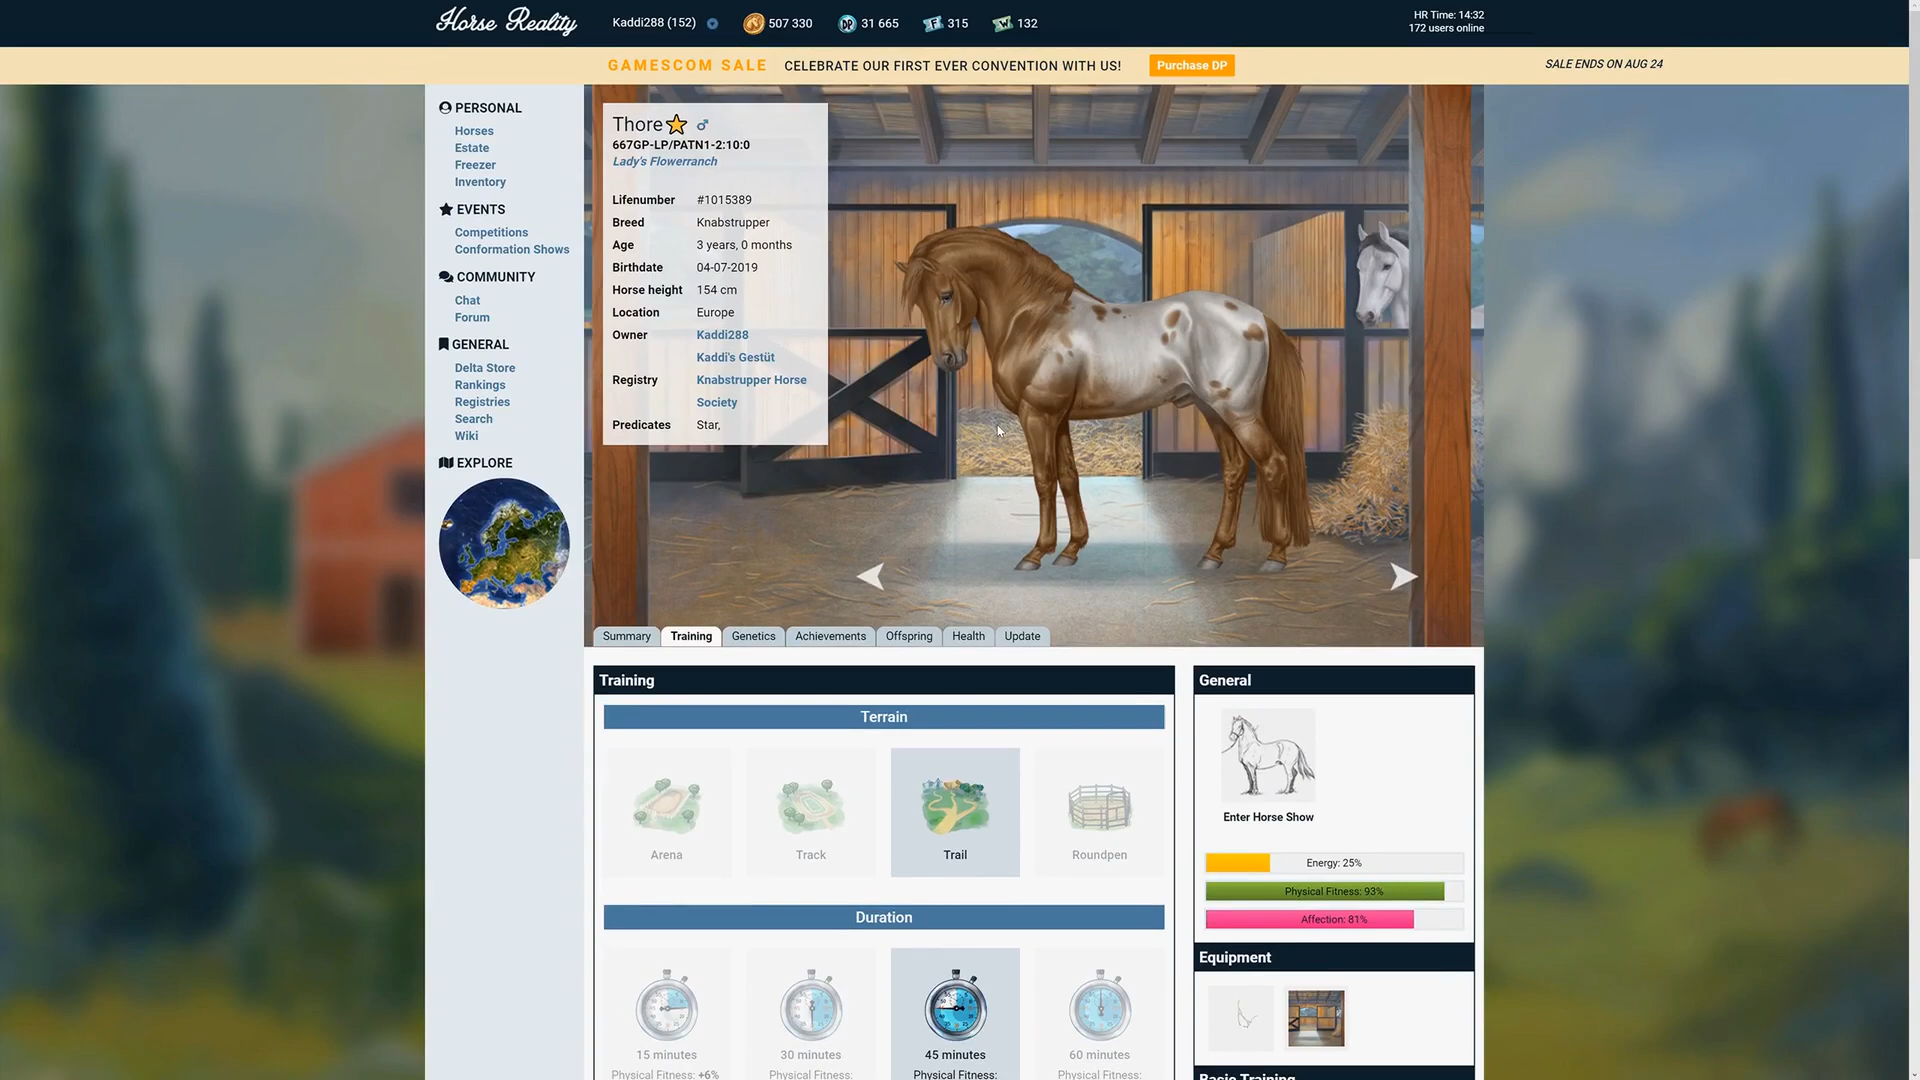 Horse Reality
Kaddi288 (152)
507 330
31 665
315
132
HR Time: 14:32
172 users online
GAMESCOM SALE
CELEBRATE OUR FIRST EVER CONVENTION WITH US!
Purchase DP
SALE ENDS ON AUG 24
PERSONAL
Horses
Estate
Freezer
Inventory
EVENTS
Competitions
Conformation Shows
COMMUNITY
Chat
Forum
GENERAL
Delta Store
Rankings
Registries
Search
Wiki
EXPLORE
Thore
667GP-LP/PATN1-2:10:0
Lady's Flowerranch
Lifenumber #1015389
Breed Knabstrupper
Age 3 years, 0 months
Birthdate 04-07-2019
Horse height 154 cm
Location Europe
Owner Kaddi288
Kaddi's Gestüt
Registry Knabstrupper Horse
Society
Predicates Star,
Summary
Training
Genetics
Achievements
Offspring
Health
Update
Training
Terrain
Arena
Track
Trail
Roundpen
Duration
15 minutes
30 minutes
45 minutes
60 minutes
Physical Fitness: +6%
Physical Fitness:
Physical Fitness:
Physical Fitness:
General
Enter Horse Show
Energy: 25%
Physical Fitness: 93%
Affection: 81%
Equipment
Basic Training